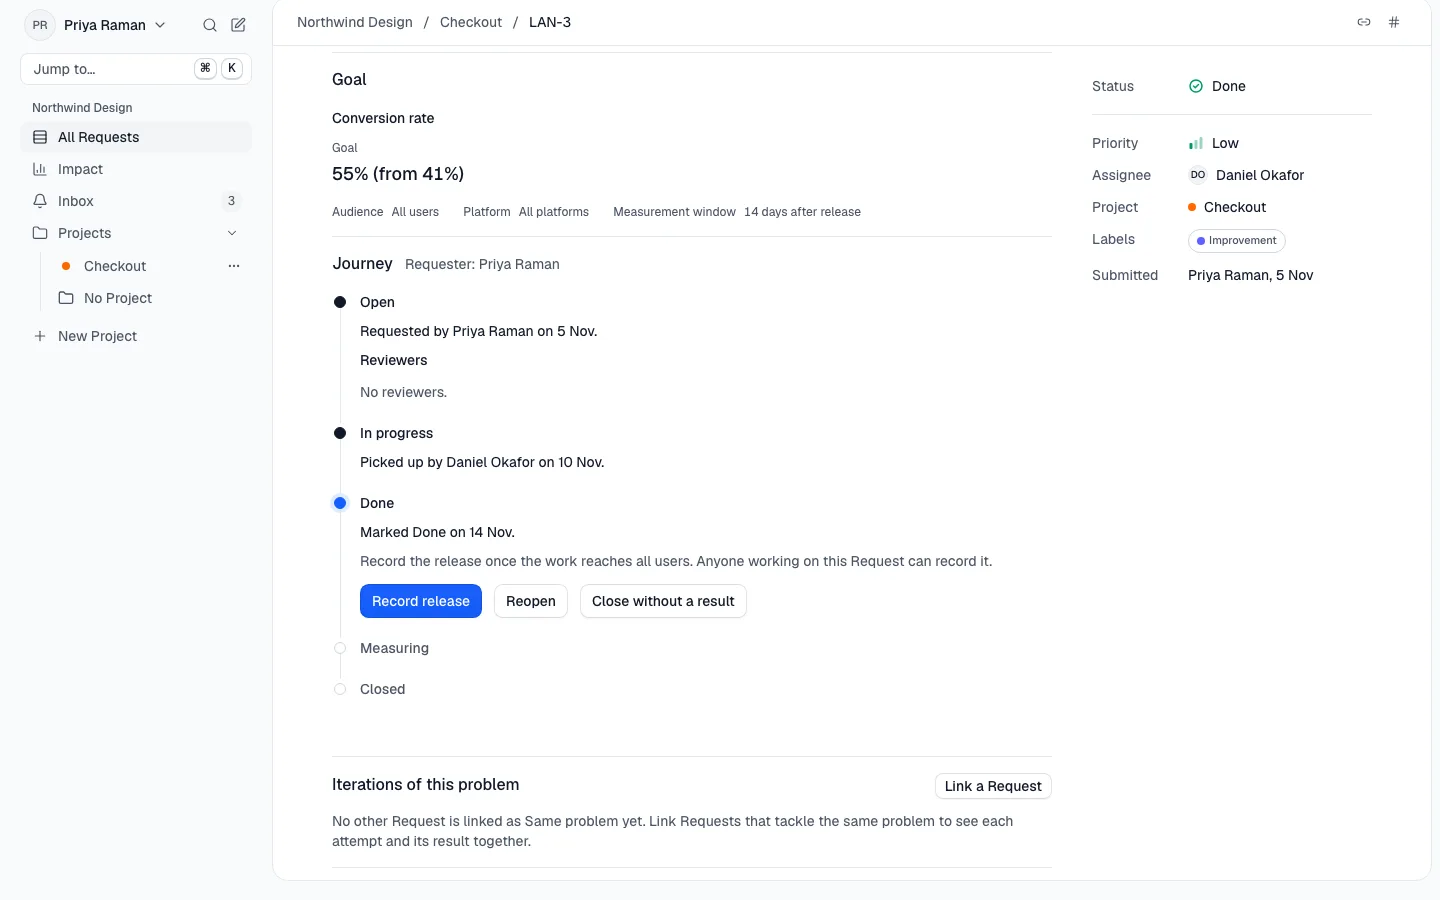 PR Priya Raman
Jump to... ⌘ K
Northwind Design
All Requests
Impact
Inbox 3
Projects
Checkout ...
No Project
New Project
Northwind Design / Checkout / LAN-3
Goal
Conversion rate
Goal
55% (from 41%)
Audience All users Platform All platforms Measurement window 14 days after release
Journey Requester: Priya Raman
Open
Requested by Priya Raman on 5 Nov.
Reviewers
No reviewers.
In progress
Picked up by Daniel Okafor on 10 Nov.
Done
Marked Done on 14 Nov.
Record the release once the work reaches all users. Anyone working on this Request can record it.
Record release Reopen Close without a result
Measuring
Closed
Iterations of this problem Link a Request
No other Request is linked as Same problem yet. Link Requests that tackle the same problem to see each
attempt and its result together.
Status Done
Priority Low
Assignee DO Daniel Okafor
Project Checkout
Labels Improvement
Submitted Priya Raman, 5 Nov